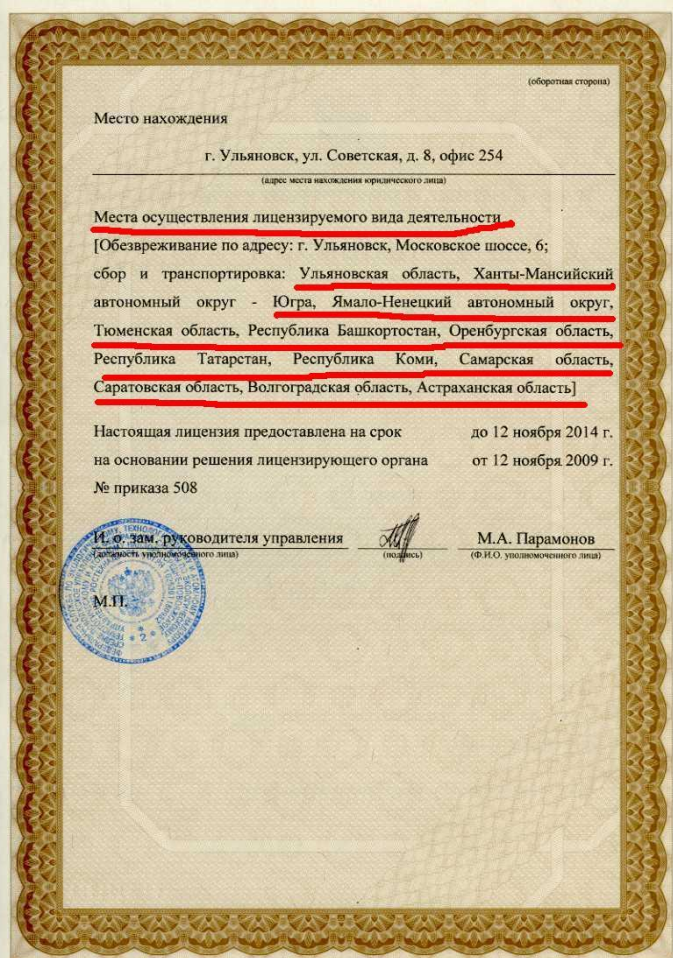 (оборотная сторона)
Место нахождения
г. Ульяновск, ул. Советская, д. 8, офис 254
(адрес места нахождения юридического лица)
Места осуществления лицензируемого вида деятельности
[Обезвреживание по адресу: г. Ульяновск, Московское шоссе, 6;
сбор и транспортировка: Ульяновская область, Ханты-Мансийский
автономный округ - Югра, Ямало-Ненецкий автономный округ,
Тюменская область, Республика Башкортостан, Оренбургская область,
Республика Татарстан, Республика Коми, Самарская область,
Саратовская область, Волгоградская область, Астраханская область]
Настоящая лицензия предоставлена на срок до 12 ноября 2014 г.
на основании решения лицензирующего органа от 12 ноября 2009 г.
№ приказа 508
И. о. зам. руководителя управления М.А. Парамонов
(должность уполномоченного лица) (подпись) (Ф.И.О. уполномоченного лица)
М.П.